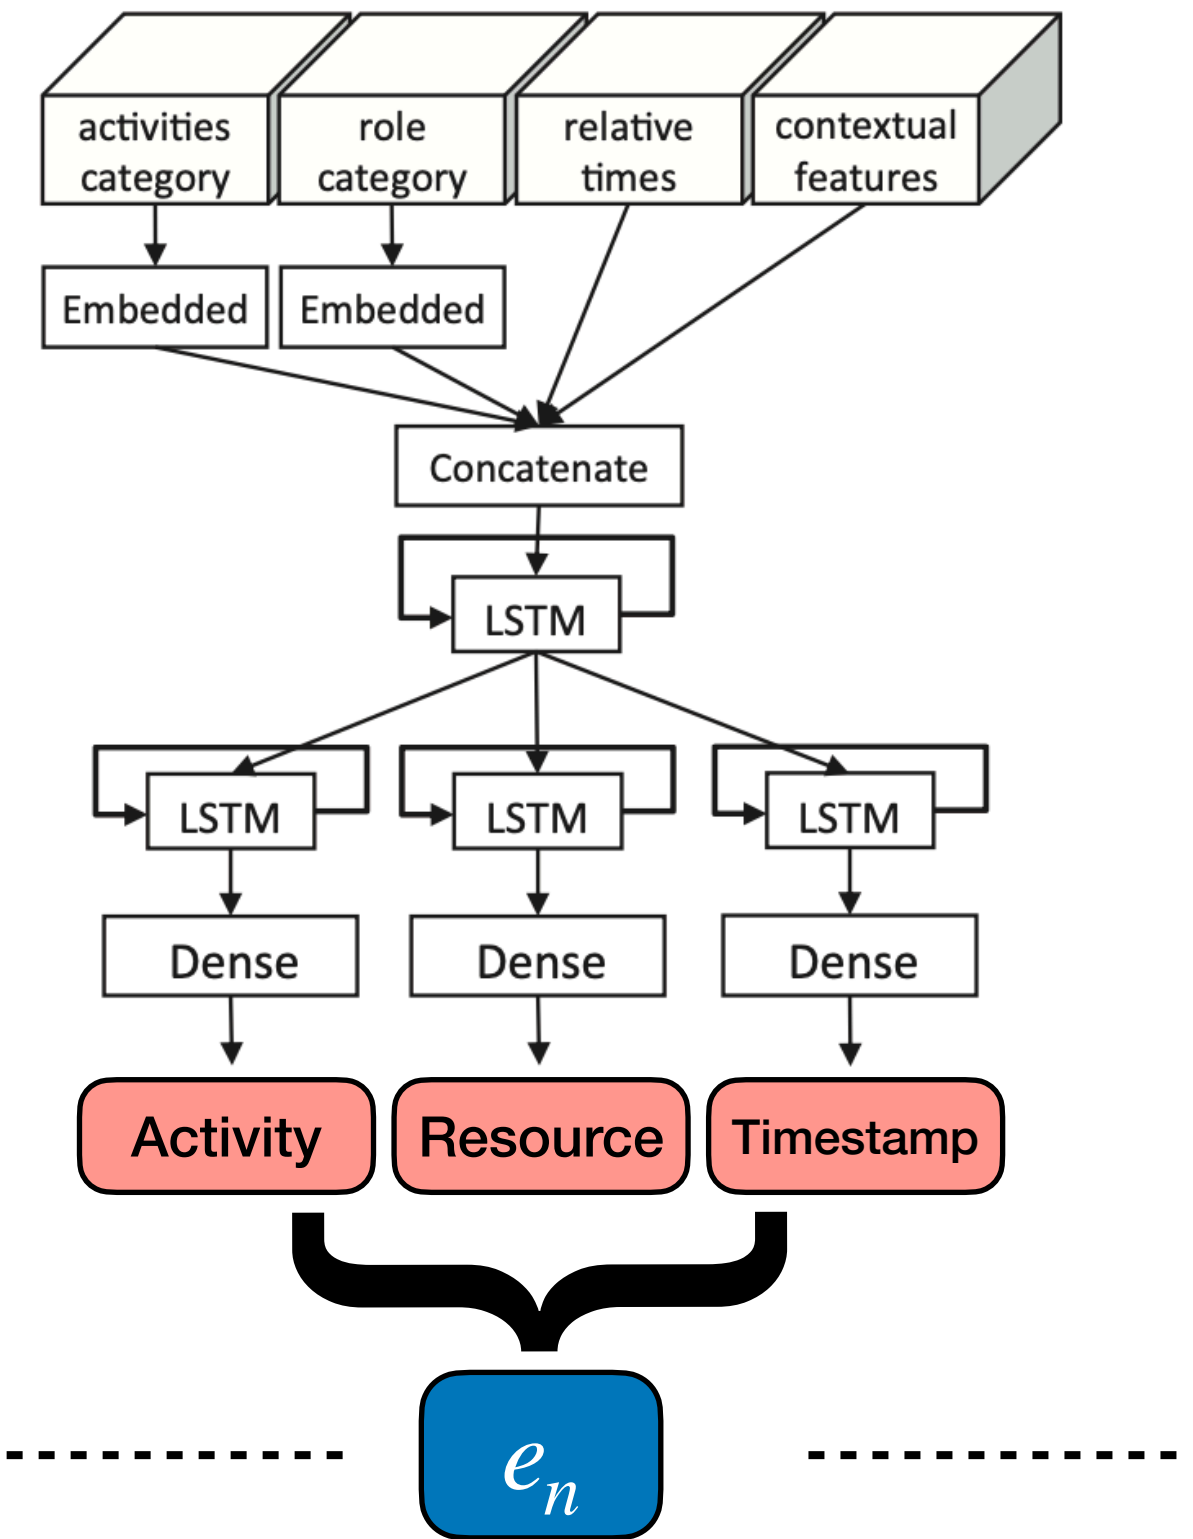 activities
category
role
category
relative
times
contextual
features
Embedded
Embedded
Concatenate
LSTM
LSTM
LSTM
LSTM
Dense
Dense
Dense
Activity
Resource
Timestamp
e_n